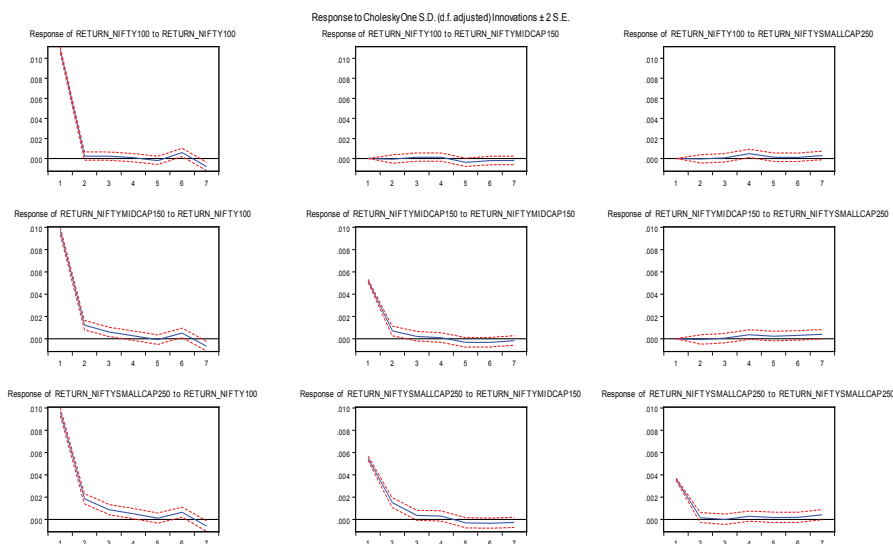 Response to Cholesky One S.D. (d.f. adjusted) Innovations ± 2 S.E.
Response of RETURN_NIFTY100 to RETURN_NIFTY100
Response of RETURN_NIFTY100 to RETURN_NIFTYMIDCAP150
Response of RETURN_NIFTY100 to RETURN_NIFTYSMALLCAP250
.010 .010 .010
.008 .008 .008
.006 .006 .006
.004 .004 .004
.002 .002 .002
.000 .000 .000
1 2 3 4 5 6 7 1 2 3 4 5 6 7 1 2 3 4 5 6 7
Response of RETURN_NIFTYMIDCAP150 to RETURN_NIFTY100
Response of RETURN_NIFTYMIDCAP150 to RETURN_NIFTYMIDCAP150
Response of RETURN_NIFTYMIDCAP150 to RETURN_NIFTYSMALLCAP250
.010 .010 .010
.008 .008 .008
.006 .006 .006
.004 .004 .004
.002 .002 .002
.000 .000 .000
1 2 3 4 5 6 7 1 2 3 4 5 6 7 1 2 3 4 5 6 7
Response of RETURN_NIFTYSMALLCAP250 to RETURN_NIFTY100
Response of RETURN_NIFTYSMALLCAP250 to RETURN_NIFTYMIDCAP150
Response of RETURN_NIFTYSMALLCAP250 to RETURN_NIFTYSMALLCAP250
.010 .010 .010
.008 .008 .008
.006 .006 .006
.004 .004 .004
.002 .002 .002
.000 .000 .000
1 2 3 4 5 6 7 1 2 3 4 5 6 7 1 2 3 4 5 6 7